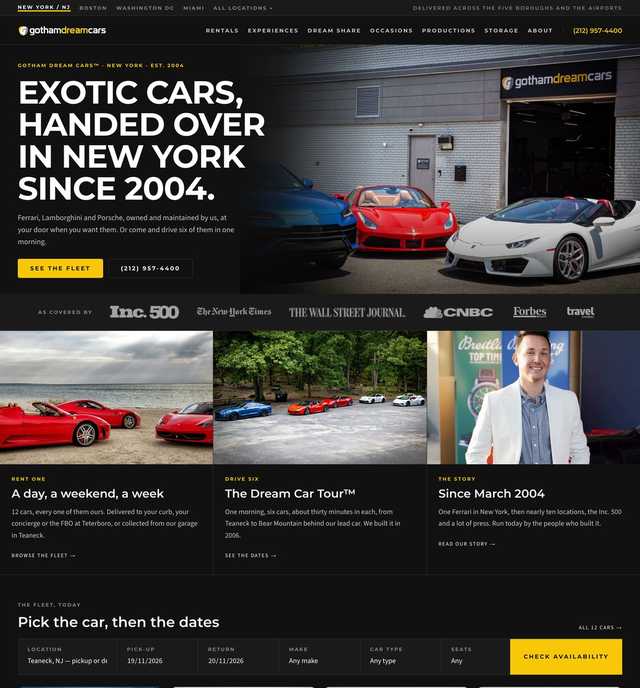 NEW YORK / NJ BOSTON WASHINGTON DC MIAMI ALL LOCATIONS
DELIVERED ACROSS THE FIVE BOROUGHS AND THE AIRPORTS
gothamdreamcars
RENTALS EXPERIENCES DREAM SHARE OCCASIONS PRODUCTIONS STORAGE ABOUT (212) 957-4400
GOTHAM DREAM CARS™ · NEW YORK · EST. 2004
EXOTIC CARS,
HANDED OVER
IN NEW YORK
SINCE 2004.
Ferrari, Lamborghini and Porsche, owned and maintained by us, at
your door when you want them. Or come and drive six of them in one
morning.
SEE THE FLEET (212) 957-4400
gothamdreamcars
AS COVERED BY Inc. 500 The New York Times THE WALL STREET JOURNAL CNBC Forbes travel
Breitling
TOP TIME
RENT ONE
A day, a weekend, a week
12 cars, every one of them ours. Delivered to your curb, your
concierge or the FBO at Teterboro, or collected from our garage
in Teaneck.
BROWSE THE FLEET →
DRIVE SIX
The Dream Car Tour™
One morning, six cars, about thirty minutes in each, from
Teaneck to Bear Mountain behind our lead car. We built it in
2006.
SEE THE DATES →
THE STORY
Since March 2004
One Ferrari in New York, then nearly ten locations, the Inc. 500
and a lot of press. Run today by the people who built it.
READ OUR STORY →
THE FLEET, TODAY
Pick the car, then the dates
ALL 12 CARS →
LOCATION PICK-UP RETURN MAKE CAR TYPE SEATS
Teaneck, NJ — pickup or de 19/11/2026 20/11/2026 Any make Any type Any
CHECK AVAILABILITY